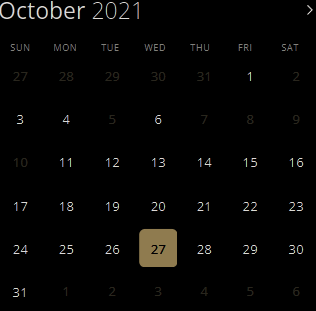 October 2021
SUN MON TUE WED THU FRI SAT
27 28 29 30 31 1 2
3 4 5 6 7 8 9
10 11 12 13 14 15 16
17 18 19 20 21 22 23
24 25 26 27 28 29 30
31 1 2 3 4 5 6